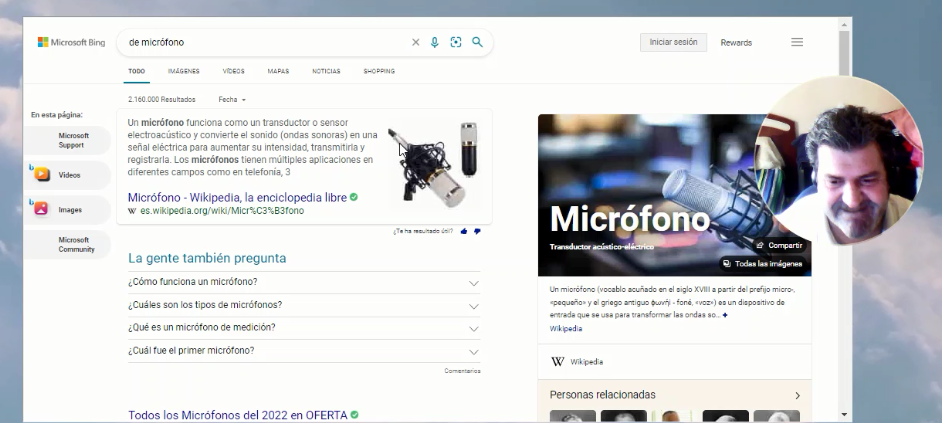 Microsoft Bing
de micrófono
Iniciar sesión
Rewards
TODO
IMÁGENES
VÍDEOS
MAPAS
NOTICIAS
SHOPPING
2.160.000 Resultados
Fecha
En esta página:
Microsoft
Support
Videos
Images
Microsoft
Community
Un micrófono funciona como un transductor o sensor
electroacústico y convierte el sonido (ondas sonoras) en una
señal eléctrica para aumentar su intensidad, transmitirla y
registrarla. Los micrófonos tienen múltiples aplicaciones en
diferentes campos como en telefonía, 3
Micrófono - Wikipedia, la enciclopedia libre
W es.wikipedia.org/wiki/Micr%C3%B3fono
¿Te ha resultado útil?
La gente también pregunta
¿Cómo funciona un micrófono?
¿Cuáles son los tipos de micrófonos?
¿Qué es un micrófono de medición?
¿Cuál fue el primer micrófono?
Comentarios
Todos los Micrófonos del 2022 en OFERTA
Micrófono
Transductor acústico-eléctrico
Compartir
Todas las imágenes
Un micrófono (vocablo acuñado en el siglo XVIII a partir del prefijo micro-,
«pequeño» y el griego antiguo φωνήi - foné, «voz») es un dispositivo de
entrada que se usa para transformar las ondas so... +
Wikipedia
W Wikipedia
Personas relacionadas